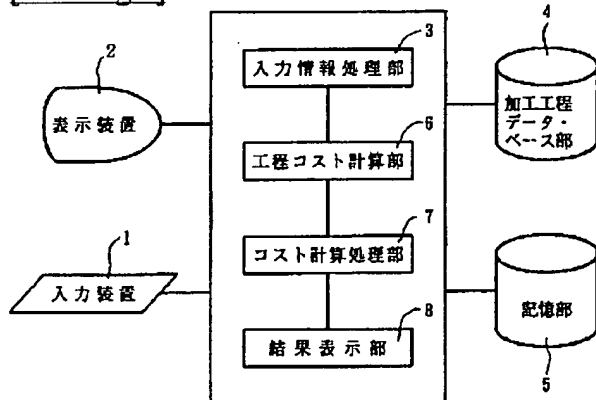 3
入力情報処理部
2
表示装置
4
加工工程
データ・
ベース部
6
工程コスト計算部
7
コスト計算処理部
1
入力装置
8
結果表示部
記憶部
5